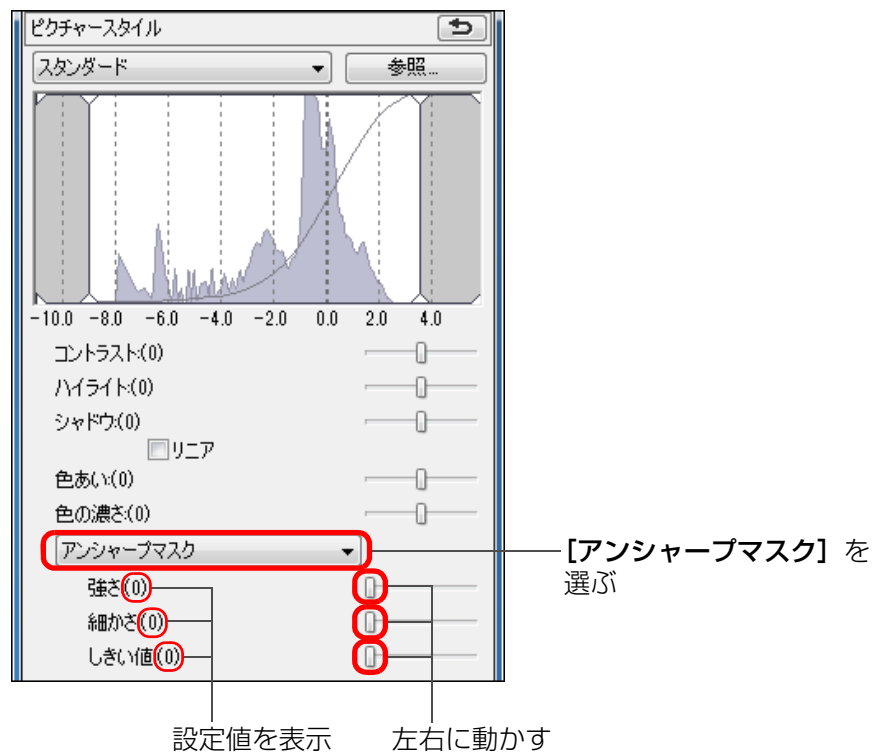 ピクチャースタイル
スタンダード 参照...
-10.0 -8.0 -6.0 -4.0 -2.0 0.0 2.0 4.0
コントラスト:(0)
ハイライト:(0)
シャドウ:(0)
リニア
色あい:(0)
色の濃さ:(0)
アンシャープマスク
[アンシャープマスク]を
選ぶ
強さ(0)
細かさ(0)
しきい値(0)
設定値を表示 左右に動かす